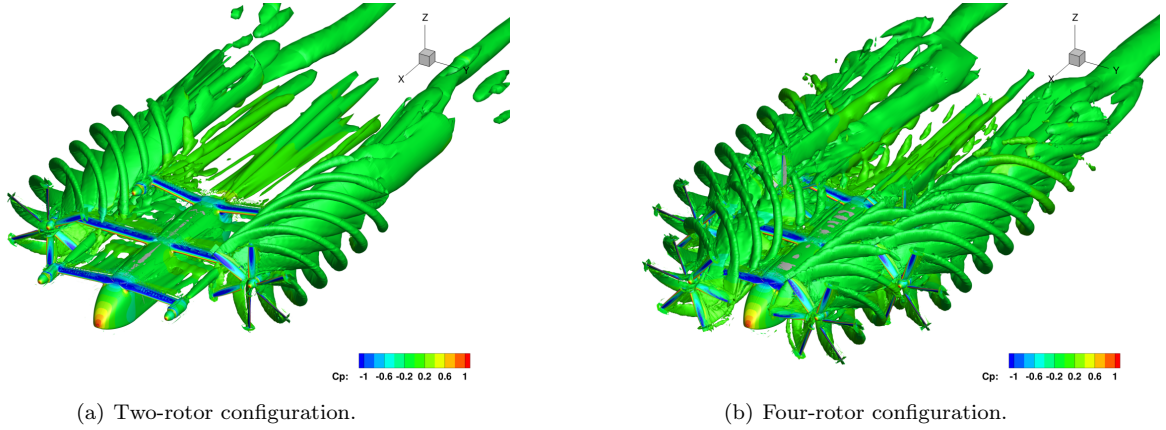 Z
X
Y
Cp: -1 -0.6 -0.2 0.2 0.6 1
(a) Two-rotor configuration.
Z
X
Y
Cp: -1 -0.6 -0.2 0.2 0.6 1
(b) Four-rotor configuration.